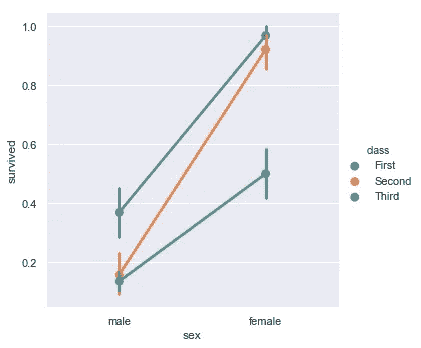 1.0
0.8
0.6
0.4
0.2
survived
male female
sex
class
First
Second
Third